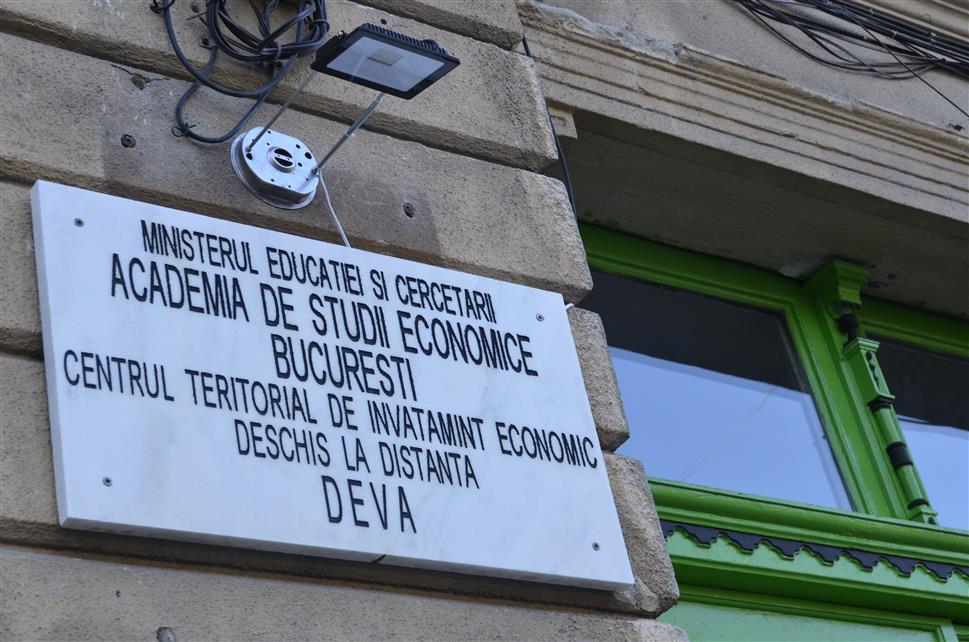 MINISTERUL EDUCATIEI SI CERCETARII
ACADEMIA DE STUDII ECONOMICE
BUCURESTI
CENTRUL TERITORIAL DE INVATAMINT ECONOMIC
DESCHIS LA DISTANTA
DEVA